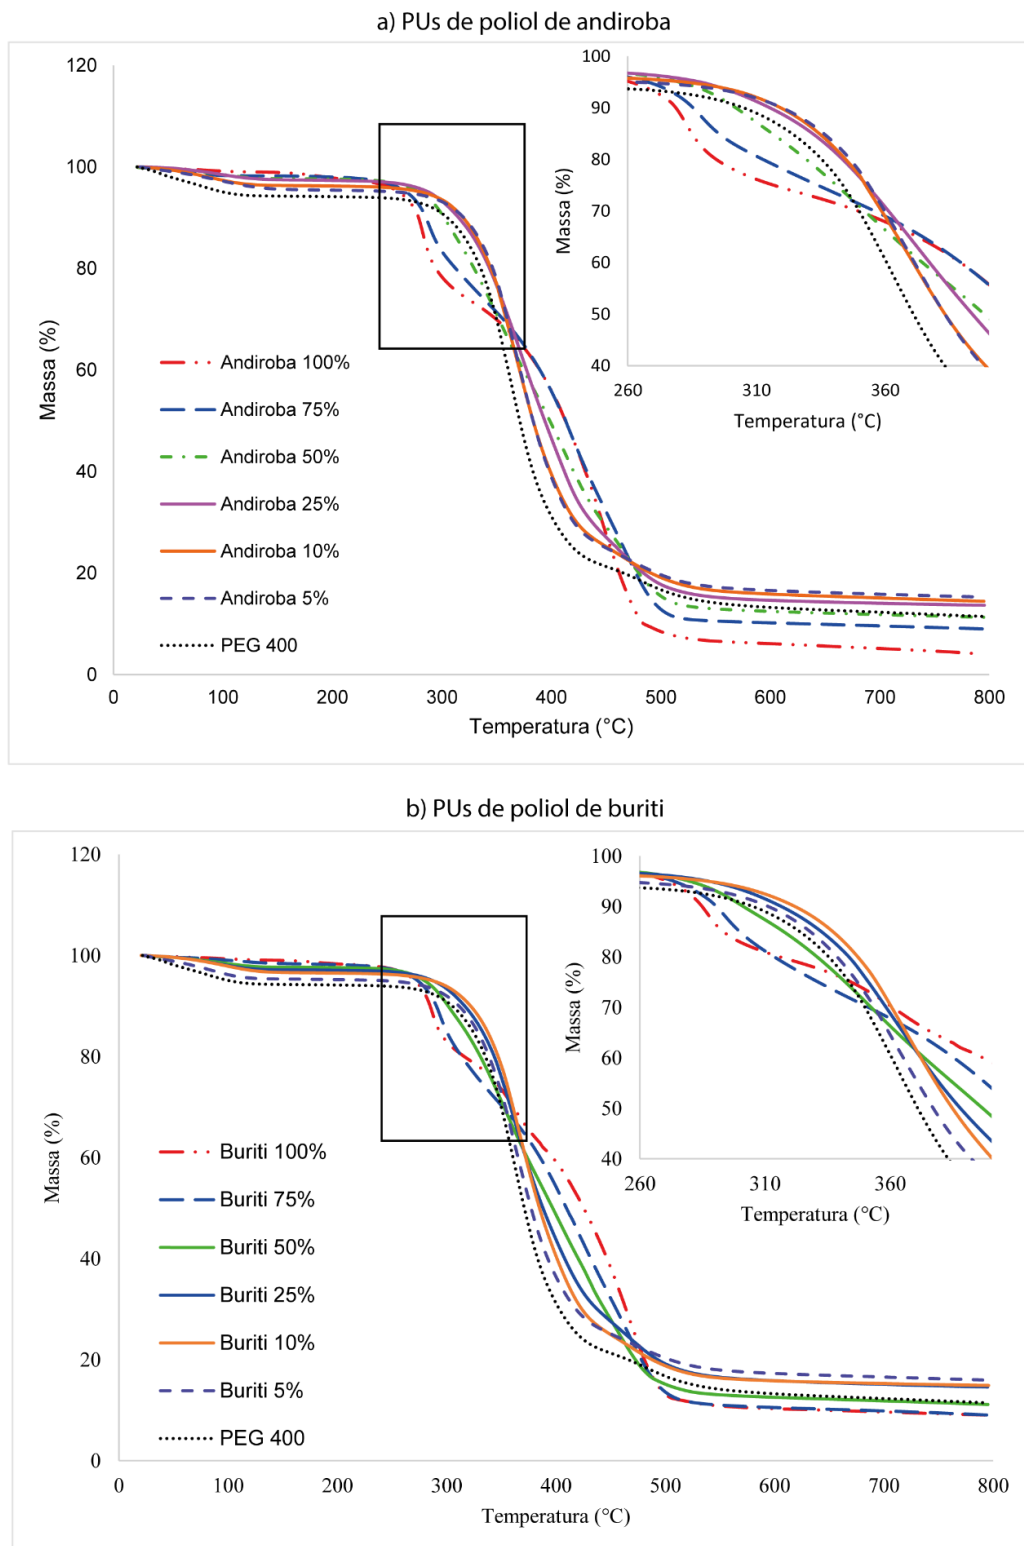 a) PUs de poliol de andiroba
120
100
80
60
40
20
0
Massa (%)
0 100 200 300 400 500 600 700 800
Temperatura (°C)
Andiroba 100%
Andiroba 75%
Andiroba 50%
Andiroba 25%
Andiroba 10%
Andiroba 5%
PEG 400
100
90
80
70
60
50
40
Massa (%)
260 310 360
Temperatura (°C)
b) PUs de poliol de buriti
120
100
80
60
40
20
0
Massa (%)
0 100 200 300 400 500 600 700 800
Temperatura (°C)
Buriti 100%
Buriti 75%
Buriti 50%
Buriti 25%
Buriti 10%
Buriti 5%
PEG 400
100
90
80
70
60
50
40
Massa (%)
260 310 360
Temperatura (°C)